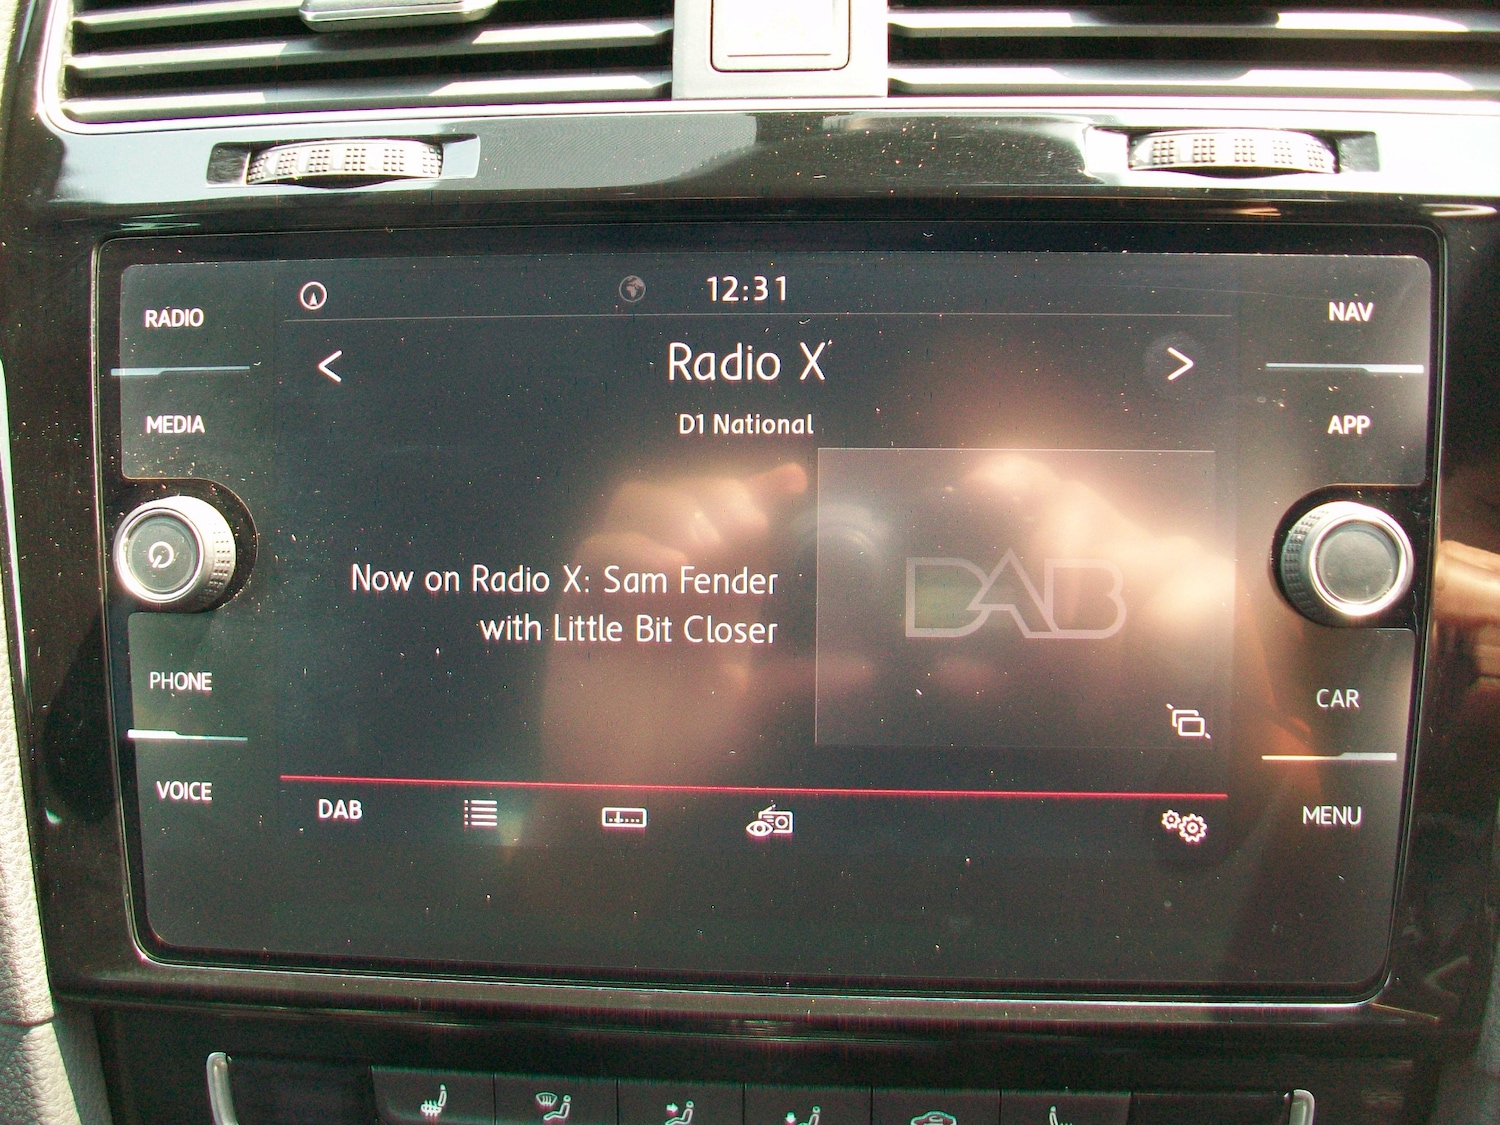 12:31
RADIO
NAV
Radio X
MEDIA
D1 National
APP
Now on Radio X: Sam Fender
with Little Bit Closer
DAB
PHONE
CAR
VOICE
DAB
MENU